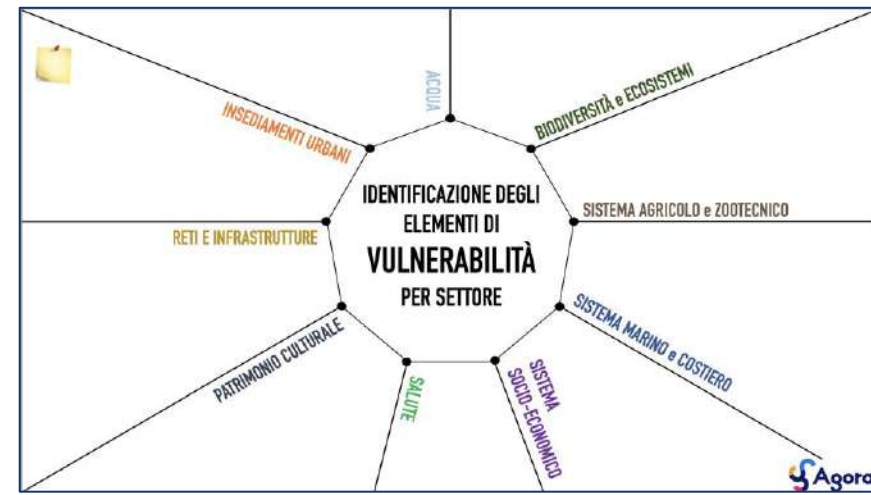 ACQUA
BIODIVERSITÀ e ECOSISTEMI
INSEDIAMENTI URBANI
IDENTIFICAZIONE DEGLI
ELEMENTI DI
VULNERABILITÀ
PER SETTORE
SISTEMA AGRICOLO e ZOOTECNICO
RETI E INFRASTRUTTURE
SISTEMA MARINO e COSTIERO
PATRIMONIO CULTURALE
SALUTE
SISTEMA
SOCIO-ECONOMICO
Agora